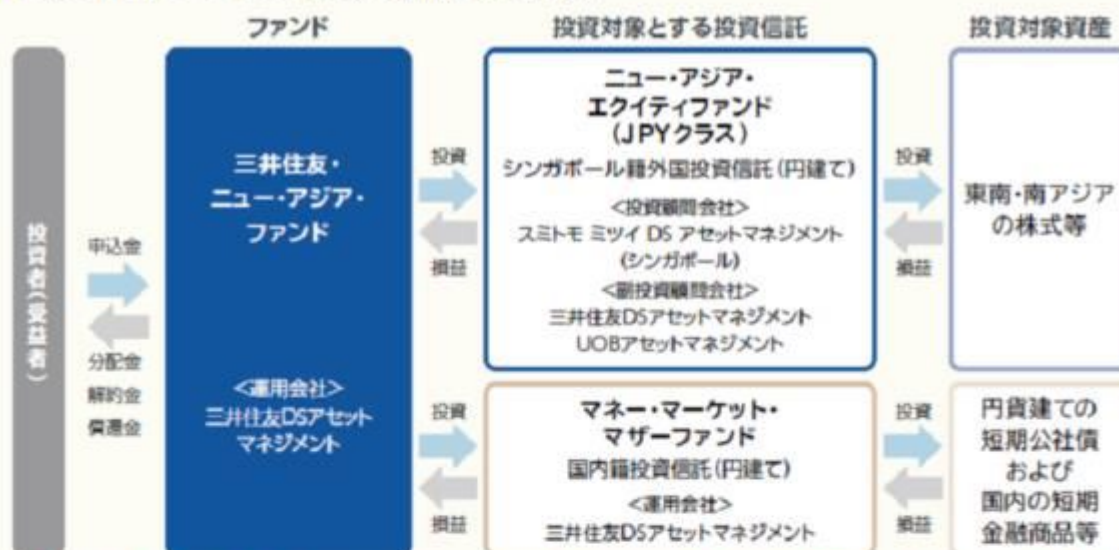 ファンド
投資対象とする投資信託
投資対象資産
投資者(受益者)
申込金
分配金
解約金
償還金
三井住友・
ニュー・アジア・
ファンド
<運用会社>
三井住友DSアセット
マネジメント
投資
損益
ニュー・アジア・
エクイティファンド
(JPYクラス)
シンガポール籍外国投資信託(円建て)
<投資顧問会社>
スミトモ ミツイ DS アセットマネジメント
(シンガポール)
<副投資顧問会社>
三井住友DSアセットマネジメント
UOBアセットマネジメント
投資
損益
東南・南アジア
の株式等
投資
損益
マネー・マーケット・
マザーファンド
国内籍投資信託(円建て)
<運用会社>
三井住友DSアセットマネジメント
投資
損益
円貨建ての
短期公社債
および
国内の短期
金融商品等